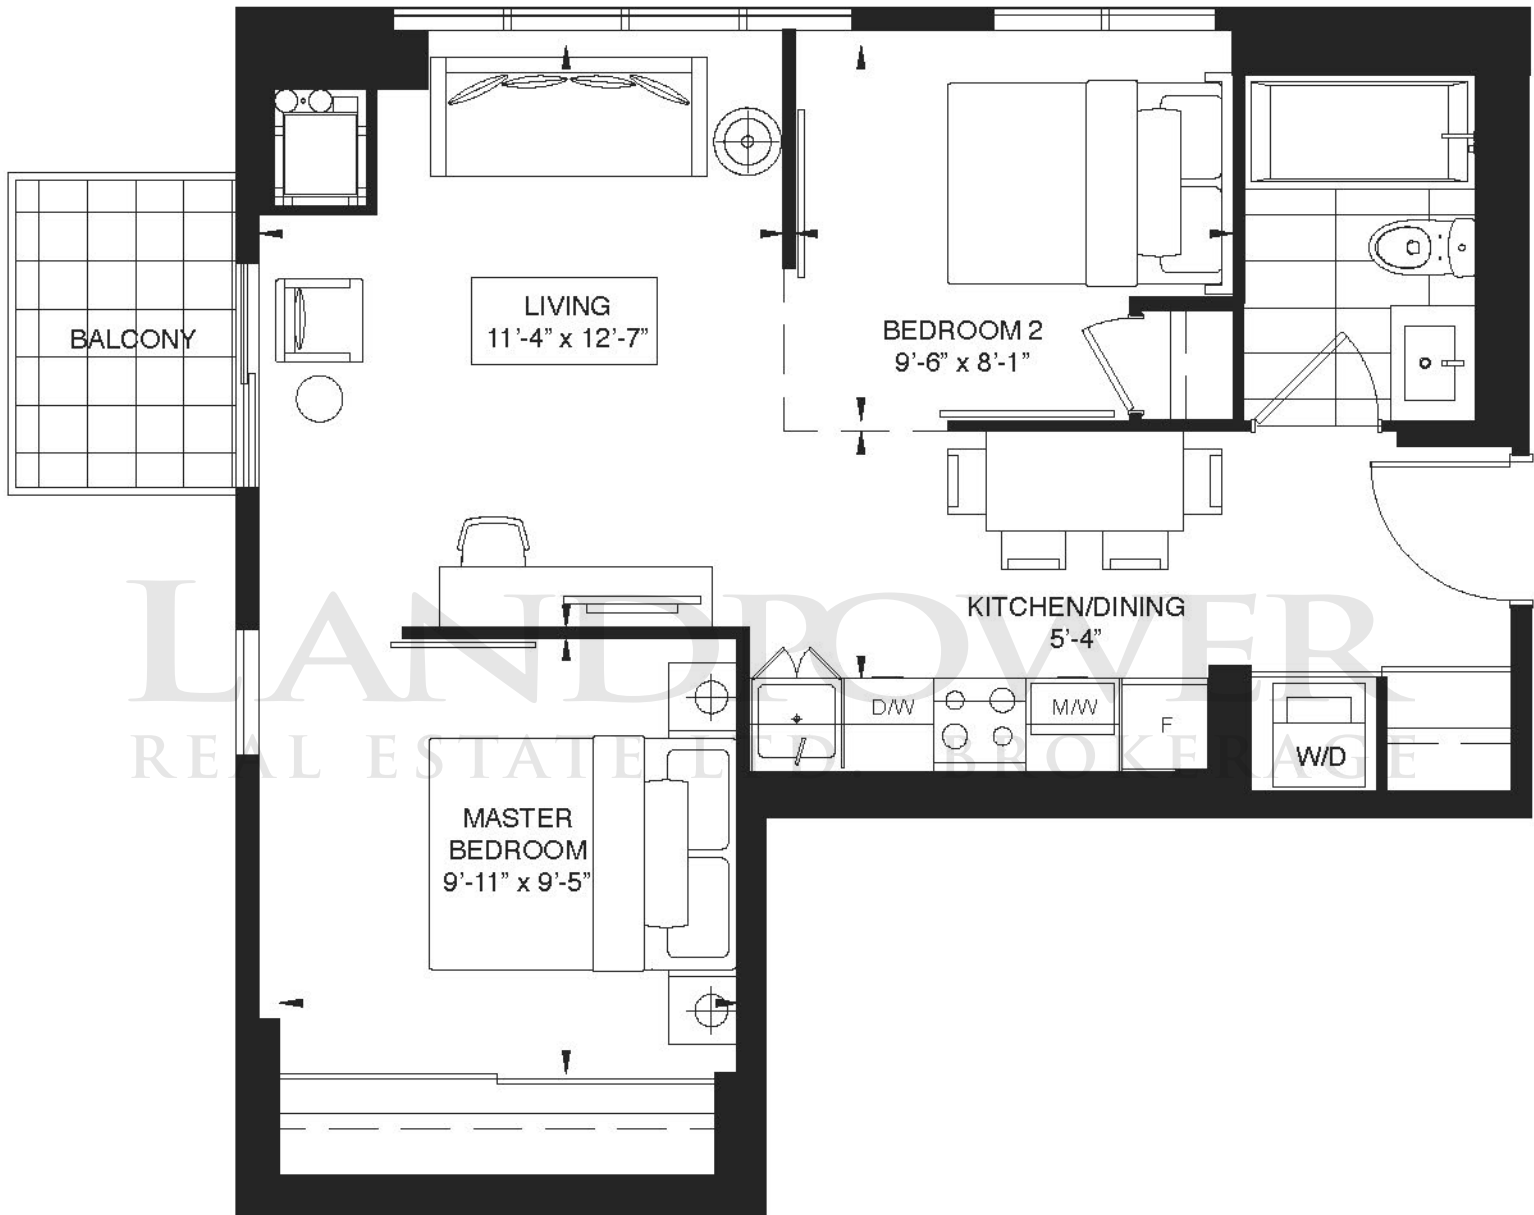 BALCONY
LIVING
11'-4" x 12'-7"
BEDROOM 2
9'-6" x 8'-1"
KITCHEN/DINING
5'-4"
D/W
M/W
F
W/D
MASTER
BEDROOM
9'-11" x 9'-5"
LANDPOWER
REAL ESTATE LTD. BROKERAGE